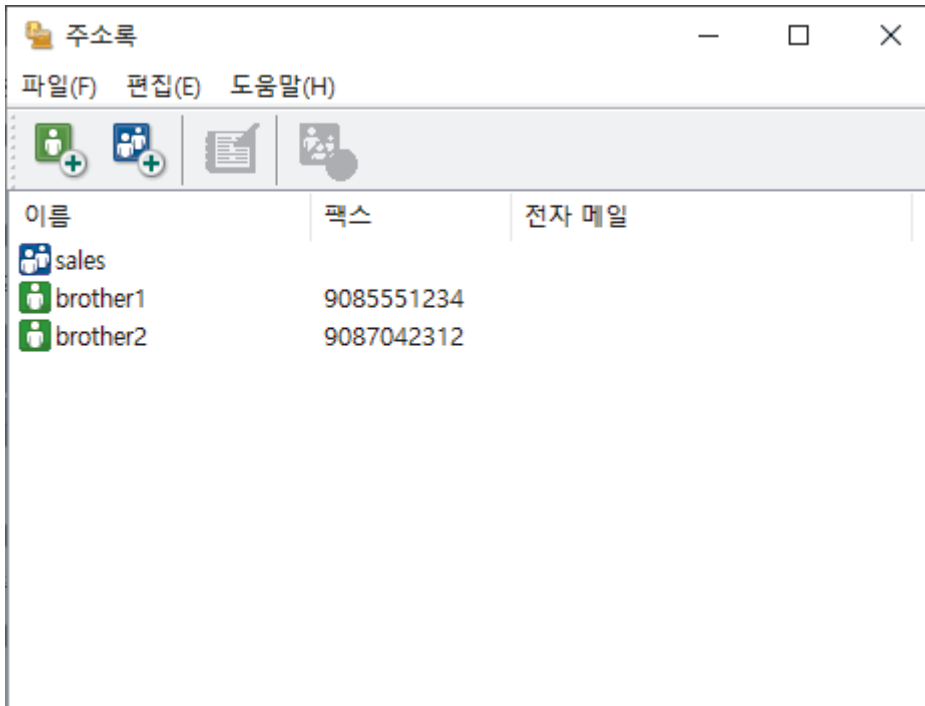 주소록
파일(F) 편집(E) 도움말(H)
이름 팩스 전자 메일
sales
brother1 9085551234
brother2 9087042312